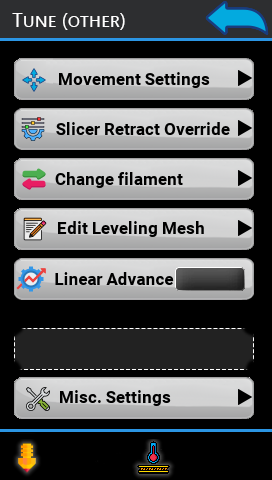 Tune (other)
Movement Settings
Slicer Retract Override
Change filament
Edit Leveling Mesh
Linear Advance
Misc. Settings